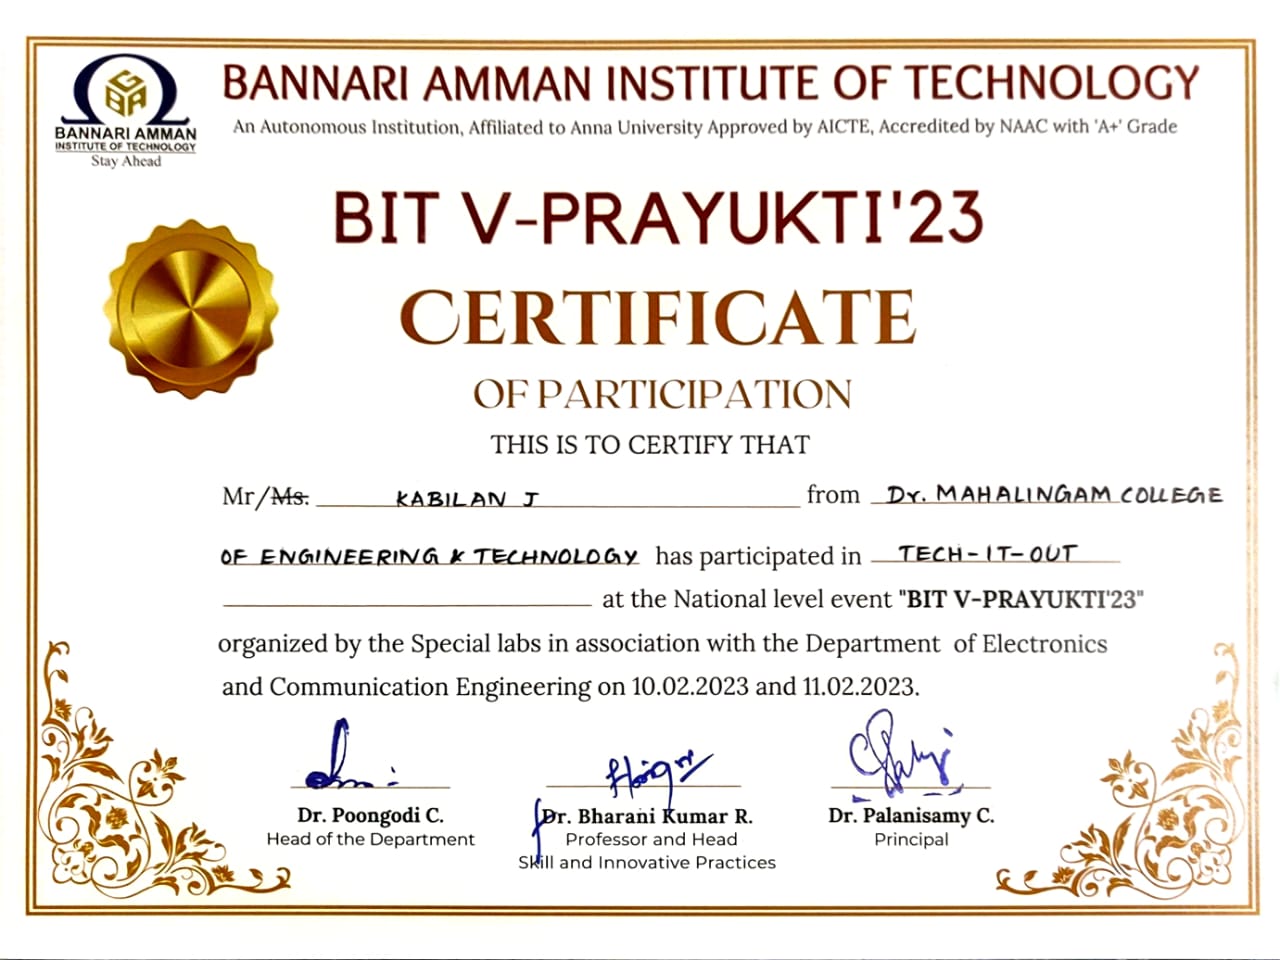 BANNARI AMMAN
INSTITUTE OF TECHNOLOGY
Stay Ahead
BANNARI AMMAN INSTITUTE OF TECHNOLOGY
An Autonomous Institution, Affiliated to Anna University Approved by AICTE, Accredited by NAAC with 'A+' Grade
BIT V-PRAYUKTI'23
CERTIFICATE
OF PARTICIPATION
THIS IS TO CERTIFY THAT
Mr/Ms. KABILAN J from Dr. MAHALINGAM COLLEGE
OF ENGINEERING & TECHNOLOGY has participated in TECH-IT-OUT
at the National level event "BIT V-PRAYUKTI'23"
organized by the Special labs in association with the Department of Electronics
and Communication Engineering on 10.02.2023 and 11.02.2023.
Dr. Poongodi C.
Head of the Department
Dr. Bharani Kumar R.
Professor and Head
Skill and Innovative Practices
Dr. Palanisamy C.
Principal